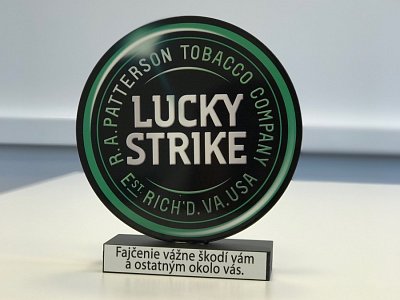 R.A. PATTERSON TOBACCO COMPANY
LUCKY
STRIKE
EST. RICH'D. VA. USA
Fajčenie vážne škodí vám
a ostatným okolo vás.